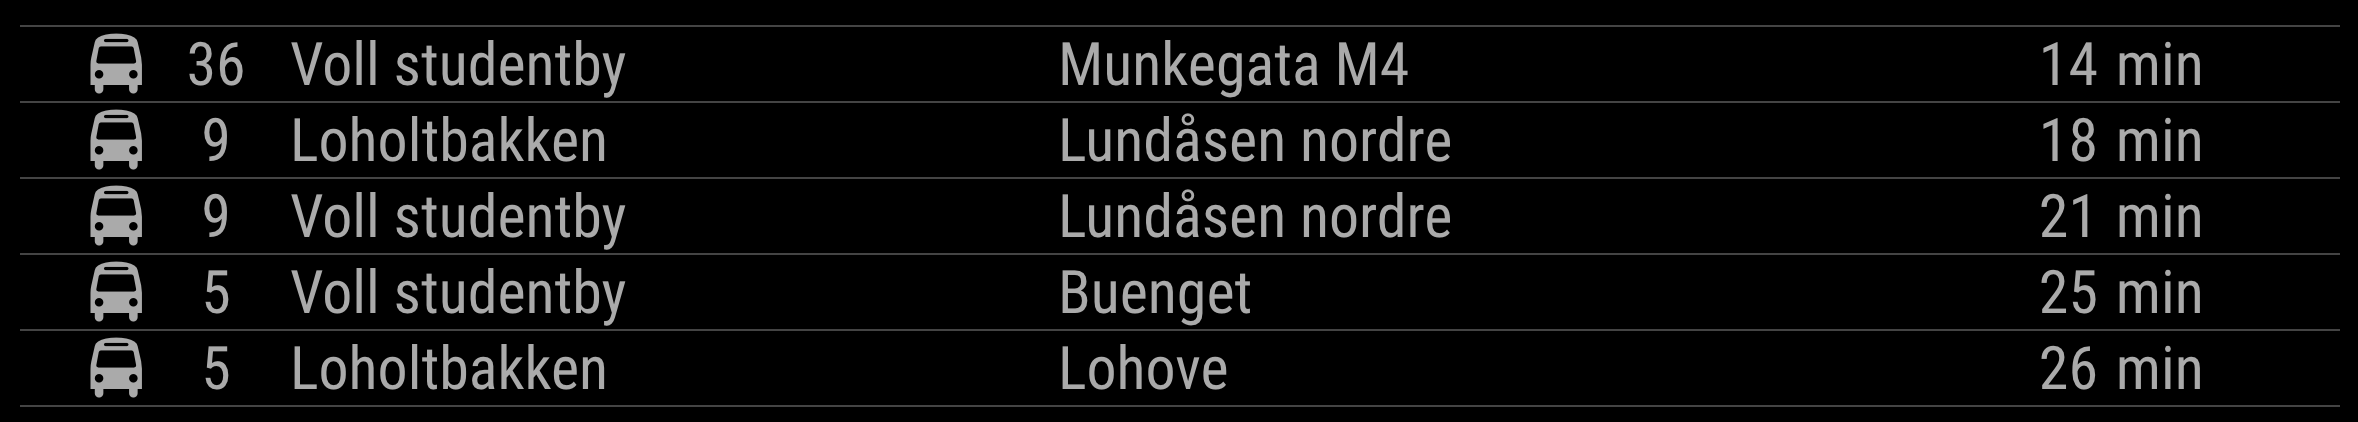 36 Voll studentby Munkegata M4 14 min
9 Loholtbakken Lundåsen nordre 18 min
9 Voll studentby Lundåsen nordre 21 min
5 Voll studentby Buenget 25 min
5 Loholtbakken Lohove 26 min